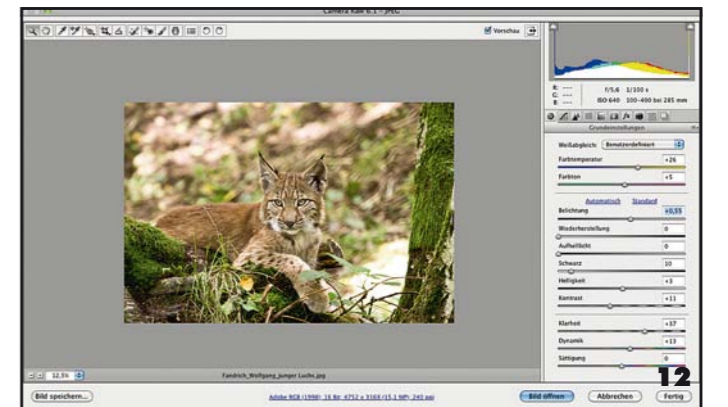 Camera Raw 6.1 – JPEG
Vorschau
R: ---
G: ---
B: ---
f/5,6 1/100 s
ISO 640 100-400 bei 285 mm
Grundeinstellungen
Weißabgleich: Benutzerdefiniert
Farbtemperatur +26
Farbton +5
Automatisch Standard
Belichtung +0,55
Wiederherstellung 0
Aufhelllicht 0
Schwarz 10
Helligkeit +3
Kontrast +11
Klarheit +37
Dynamik +13
Sättigung 0
12
12,5%
Fandrich_Wolfgang_Junger Luchs.jpg
Bild speichern...
Adobe RGB (1998); 16 Bit; 4752 x 3168 (15,1 MP); 240 ppi
Bild öffnen
Abbrechen
Fertig